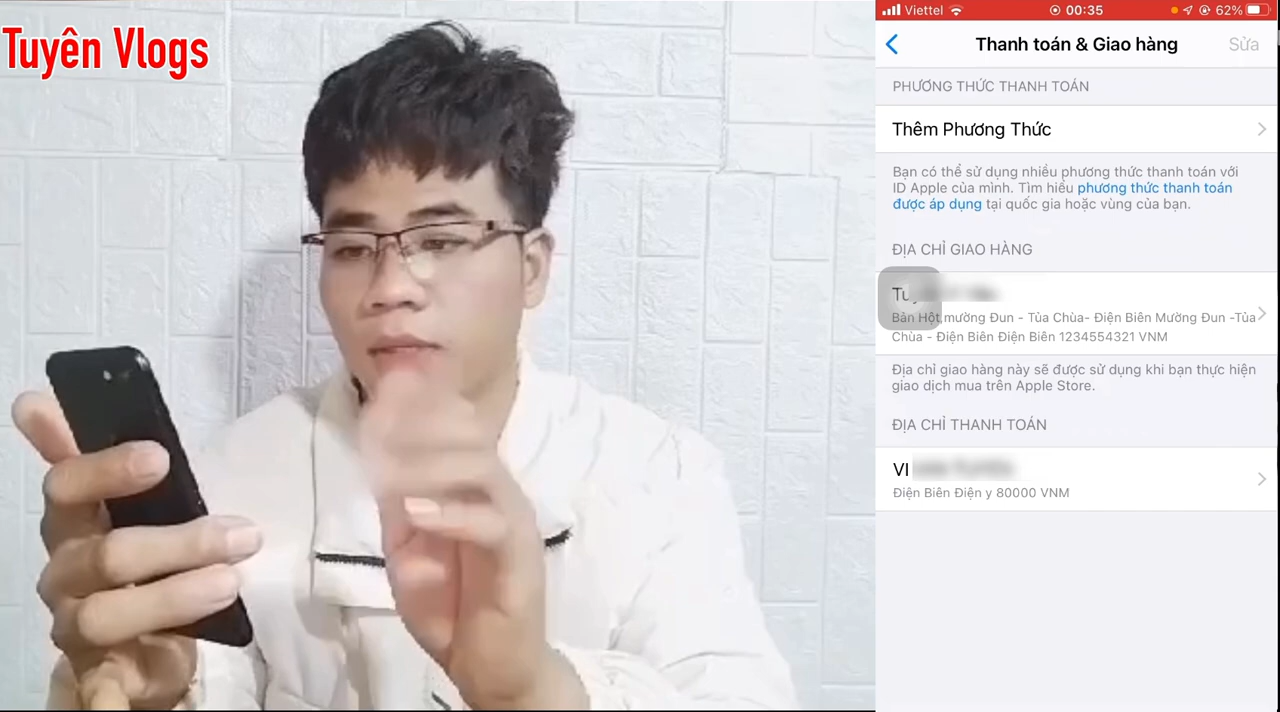 Tuyên Vlogs
Viettel
00:35
62%
Thanh toán & Giao hàng
Sửa
PHƯƠNG THỨC THANH TOÁN
Thêm Phương Thức
Bạn có thể sử dụng nhiều phương thức thanh toán với
ID Apple của mình. Tìm hiểu phương thức thanh toán
được áp dụng tại quốc gia hoặc vùng của bạn.
ĐỊA CHỈ GIAO HÀNG
Bản Hột mường Đun - Tủa Chùa- Điện Biên Mường Đun -Tủa
Chùa - Điện Biên Điện Biên 1234554321 VNM
Địa chỉ giao hàng này sẽ được sử dụng khi bạn thực hiện
giao dịch mua trên Apple Store.
ĐỊA CHỈ THANH TOÁN
VI
Điện Biên Điện y 80000 VNM